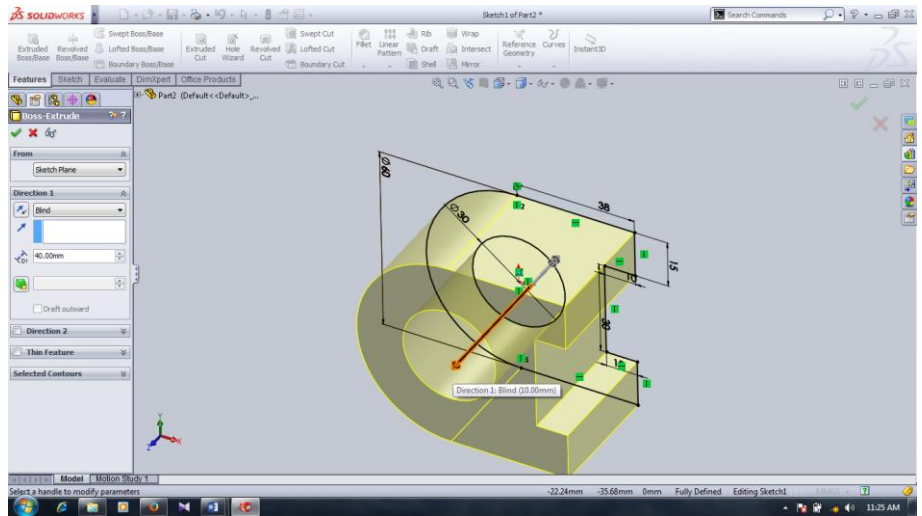 SOLIDWORKS
Sketch1 of Part2 *
Search Commands
Extruded Boss/Base
Revolved Boss/Base
Swept Boss/Base
Lofted Boss/Base
Boundary Boss/Base
Extruded Cut
Hole Wizard
Revolved Cut
Swept Cut
Lofted Cut
Boundary Cut
Fillet
Linear Pattern
Rib
Draft
Shell
Wrap
Intersect
Mirror
Reference Geometry
Curves
Instant3D
Features Sketch Evaluate DimXpert Office Products
Part2 (Default<<Default>_...
Boss-Extrude
From
Sketch Plane
Direction 1
Blind
40.00mm
Draft outward
Direction 2
Thin Feature
Selected Contours
Ø60
Ø30
38
15
10
30
Direction 1: Blind (10.00mm)
Y
X
Z
Model Motion Study 1
Select a handle to modify parameters
-22.24mm -35.68mm 0mm Fully Defined Editing Sketch1 MMGS
11:25 AM